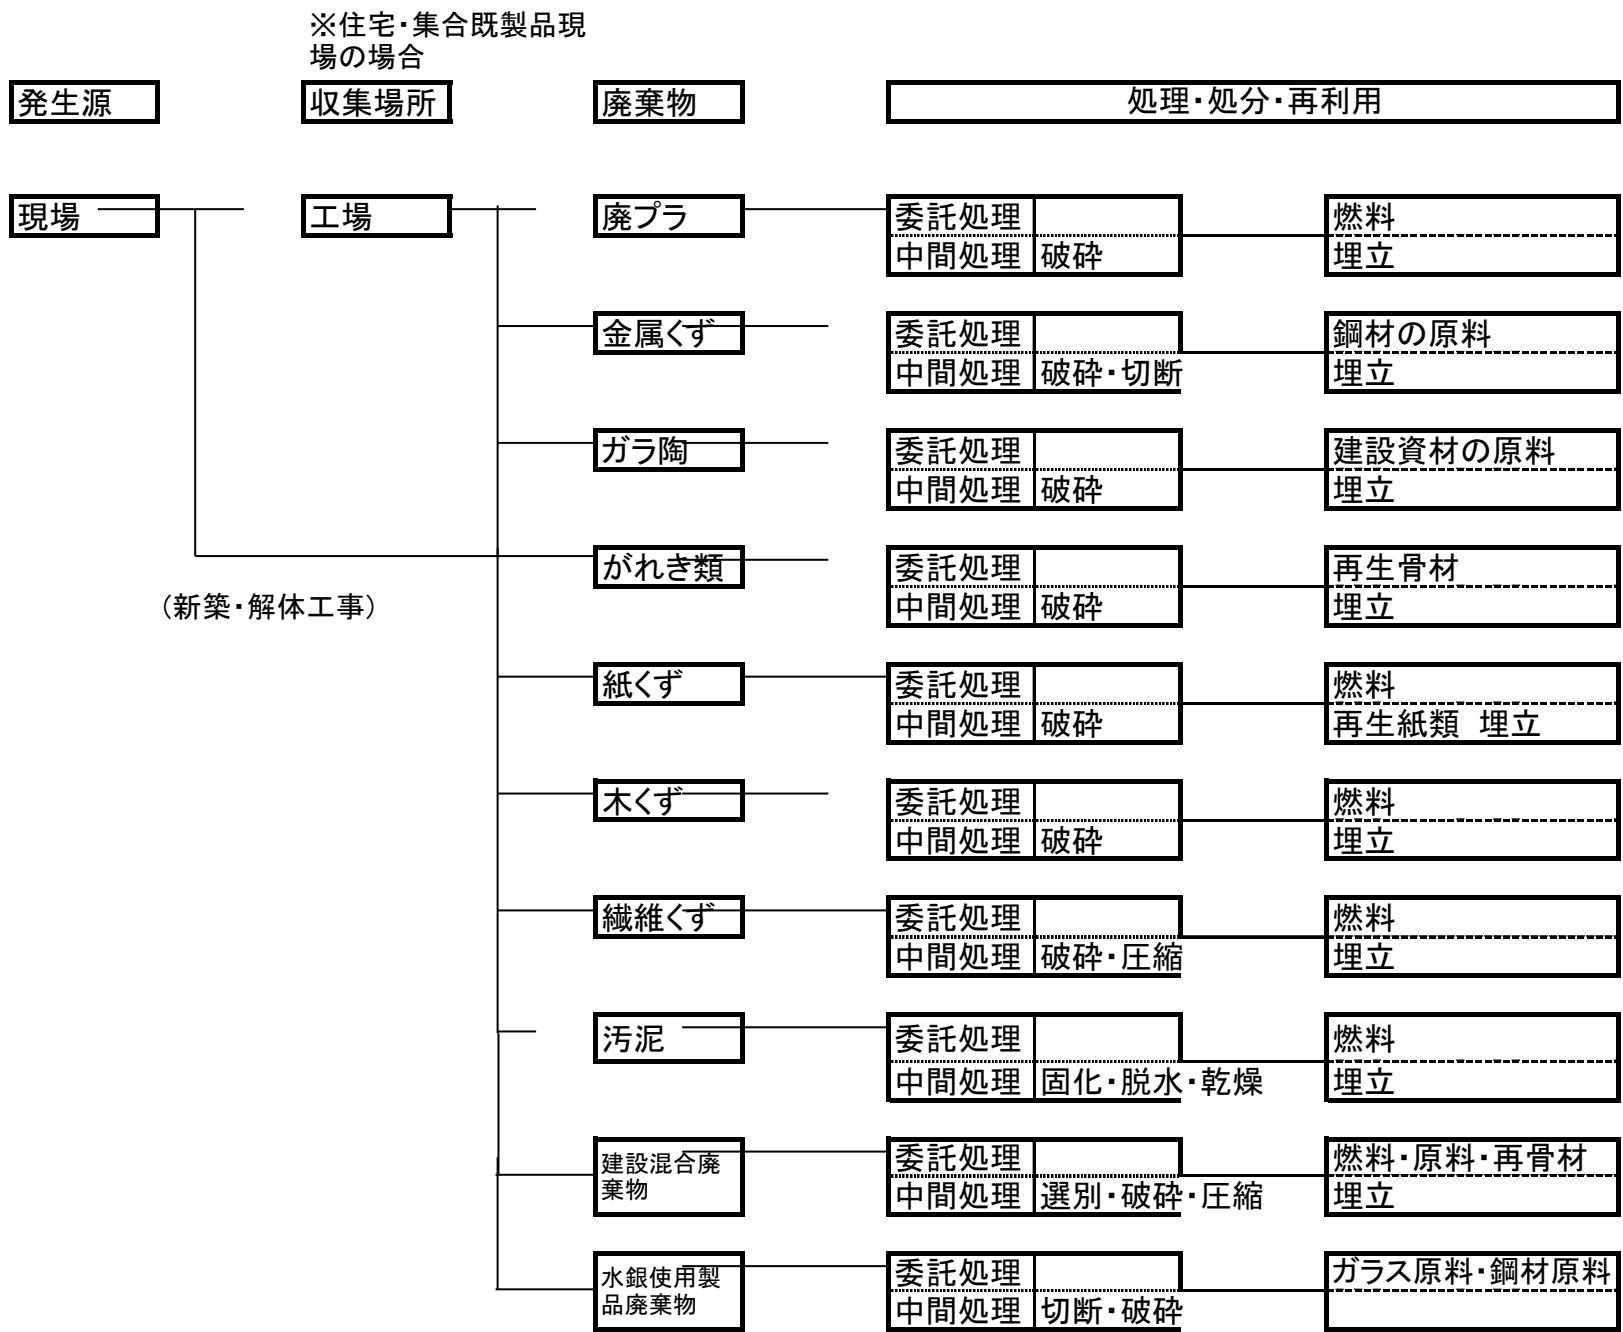 ※住宅・集合既製品現
場の場合
発生源
収集場所
廃棄物
処理・処分・再利用
現場
工場
廃プラ
委託処理
燃料
中間処理
破砕
埋立
金属くず
委託処理
鋼材の原料
中間処理
破砕・切断
埋立
ガラ陶
委託処理
建設資材の原料
中間処理
破砕
埋立
がれき類
委託処理
再生骨材
中間処理
破砕
埋立
(新築・解体工事)
紙くず
委託処理
燃料
中間処理
破砕
再生紙類 埋立
木くず
委託処理
燃料
中間処理
破砕
埋立
繊維くず
委託処理
燃料
中間処理
破砕・圧縮
埋立
汚泥
委託処理
燃料
中間処理
固化・脱水・乾燥
埋立
建設混合廃
棄物
委託処理
燃料・原料・再骨材
中間処理
選別・破砕・圧縮
埋立
水銀使用製
品廃棄物
委託処理
ガラス原料・鋼材原料
中間処理
切断・破砕